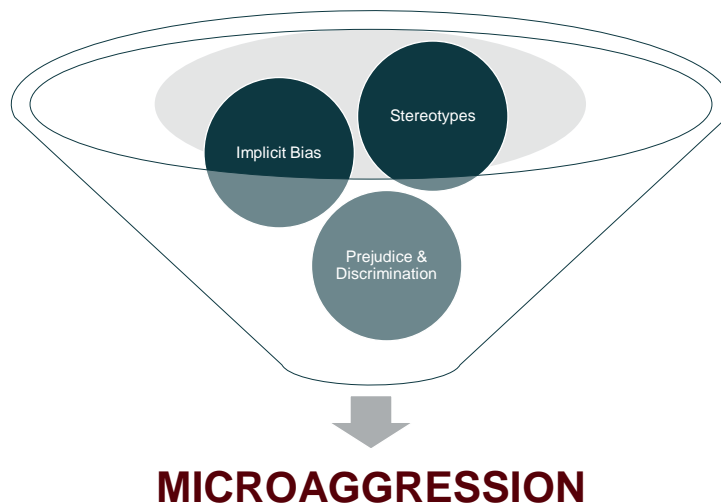 Stereotypes
Implicit Bias
Prejudice &
Discrimination
MICROAGGRESSION